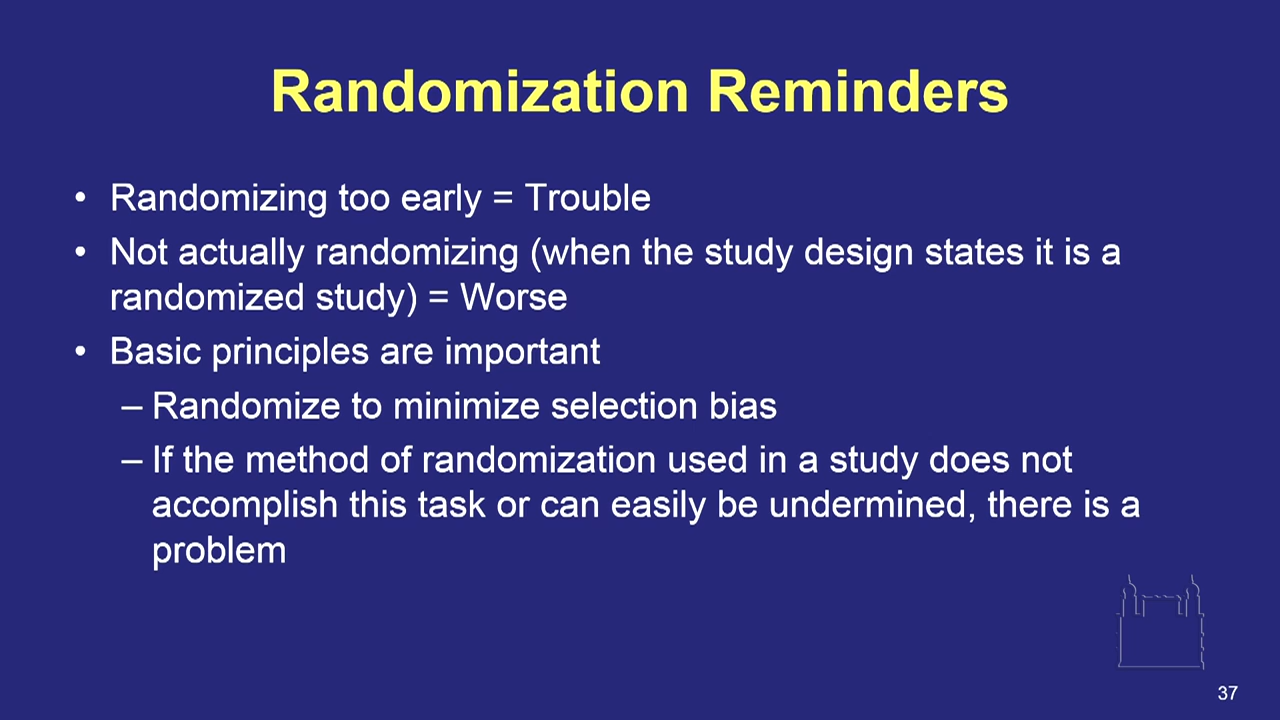 Randomization Reminders
• Randomizing too early = Trouble
• Not actually randomizing (when the study design states it is a
randomized study) = Worse
• Basic principles are important
– Randomize to minimize selection bias
– If the method of randomization used in a study does not
accomplish this task or can easily be undermined, there is a
problem
37